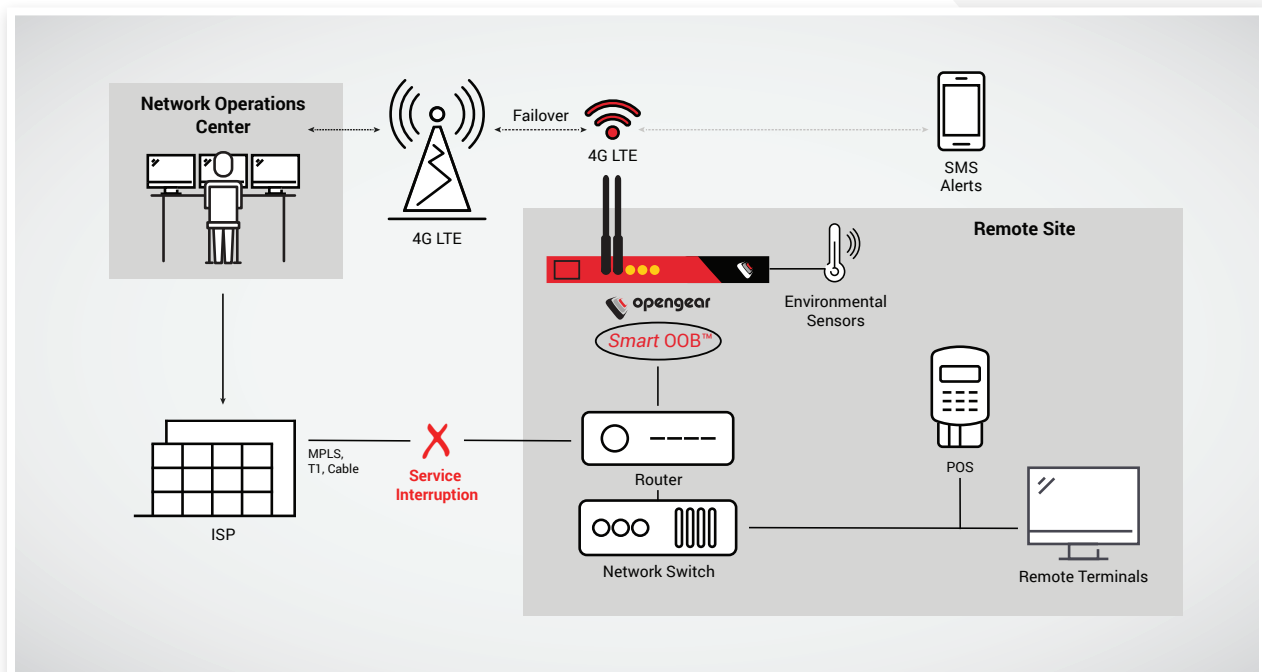 Network Operations
Center
Failover
4G LTE
4G LTE
SMS
Alerts
Remote Site
opengear
Smart OOB™
Environmental
Sensors
MPLS,
T1, Cable
Service
Interruption
ISP
Router
Network Switch
POS
Remote Terminals